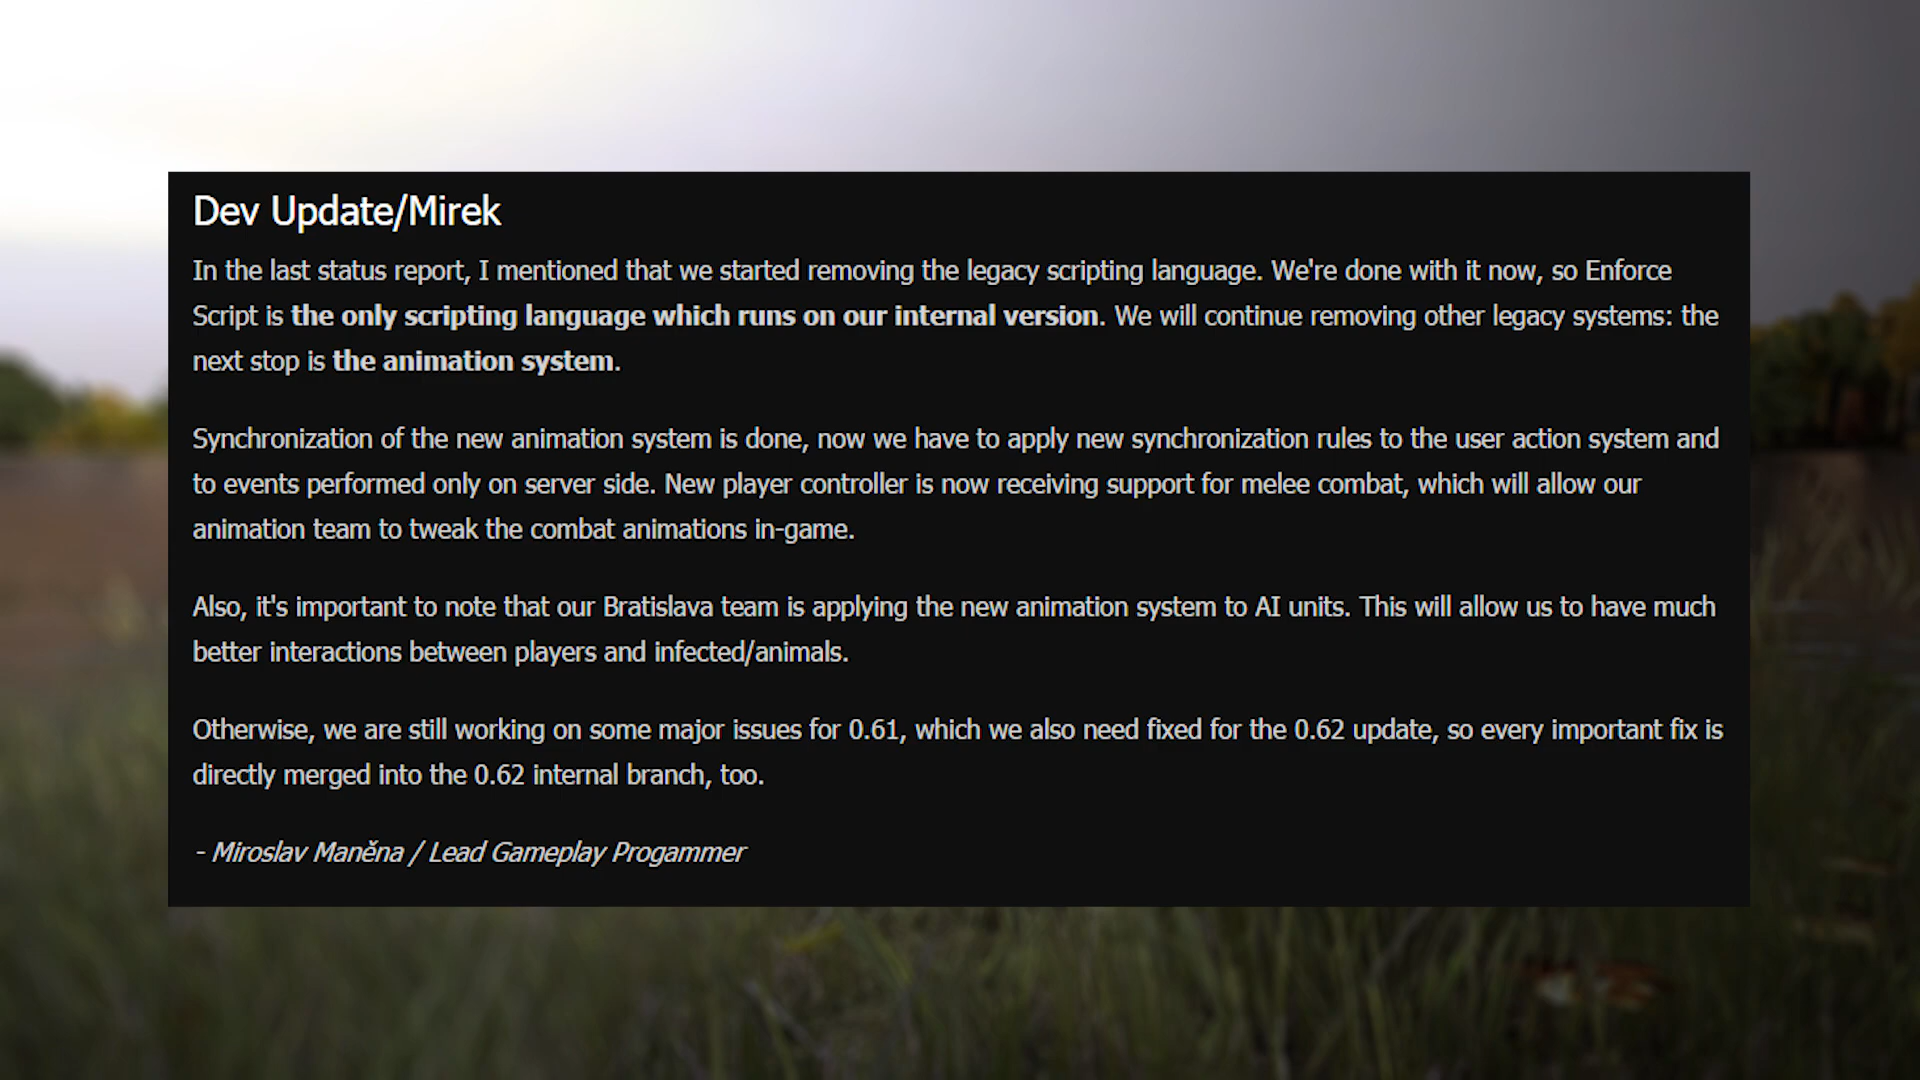 Dev Update/Mirek
In the last status report, I mentioned that we started removing the legacy scripting language. We're done with it now, so Enforce
Script is the only scripting language which runs on our internal version. We will continue removing other legacy systems: the
next stop is the animation system.
Synchronization of the new animation system is done, now we have to apply new synchronization rules to the user action system and
to events performed only on server side. New player controller is now receiving support for melee combat, which will allow our
animation team to tweak the combat animations in-game.
Also, it's important to note that our Bratislava team is applying the new animation system to AI units. This will allow us to have much
better interactions between players and infected/animals.
Otherwise, we are still working on some major issues for 0.61, which we also need fixed for the 0.62 update, so every important fix is
directly merged into the 0.62 internal branch, too.
- Miroslav Maněna / Lead Gameplay Progammer